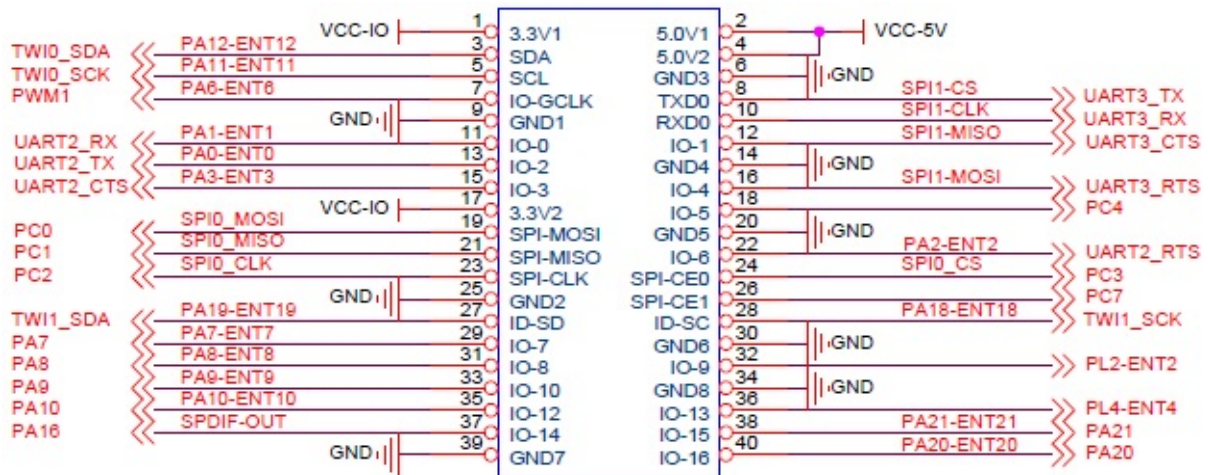 VCC-IO 1 3.3V1 5.0V1 2 VCC-5V
TWI0_SDA PA12-ENT12 3 SDA 5.0V2 4
TWI0_SCK PA11-ENT11 5 SCL GND3 6 GND
PWM1 PA6-ENT6 7 IO-GCLK TXD0 8 SPI1-CS UART3_TX
GND 9 GND1 RXD0 10 SPI1-CLK UART3_RX
UART2_RX PA1-ENT1 11 IO-0 IO-1 12 SPI1-MISO UART3_CTS
UART2_TX PA0-ENT0 13 IO-2 GND4 14 GND
UART2_CTS PA3-ENT3 15 IO-3 IO-4 16 SPI1-MOSI UART3_RTS
VCC-IO 17 3.3V2 IO-5 18 PC4
PC0 SPI0_MOSI 19 SPI-MOSI GND5 20 GND
PC1 SPI0_MISO 21 SPI-MISO IO-6 22 PA2-ENT2 UART2_RTS
PC2 SPI0_CLK 23 SPI-CLK SPI-CE0 24 SPI0_CS PC3
GND 25 GND2 SPI-CE1 26 PC7
TWI1_SDA PA19-ENT19 27 ID-SD ID-SC 28 PA18-ENT18 TWI1_SCK
PA7 PA7-ENT7 29 IO-7 GND6 30 GND
PA8 PA8-ENT8 31 IO-8 IO-9 32 PL2-ENT2
PA9 PA9-ENT9 33 IO-10 GND8 34 GND
PA10 PA10-ENT10 35 IO-12 IO-13 36 PL4-ENT4
PA16 SPDIF-OUT 37 IO-14 IO-15 38 PA21-ENT21 PA21
GND 39 GND7 IO-16 40 PA20-ENT20 PA20